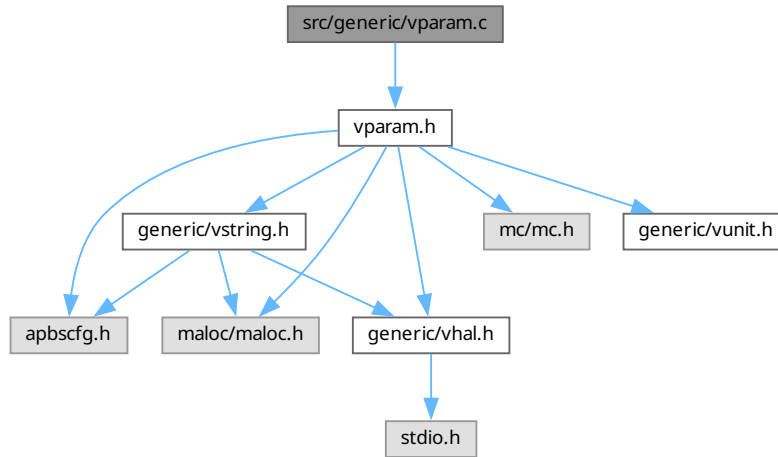 src/generic/vparam.c
vparam.h
generic/vstring.h
mc/mc.h
generic/vunit.h
apbscfg.h
maloc/maloc.h
generic/vhal.h
stdio.h